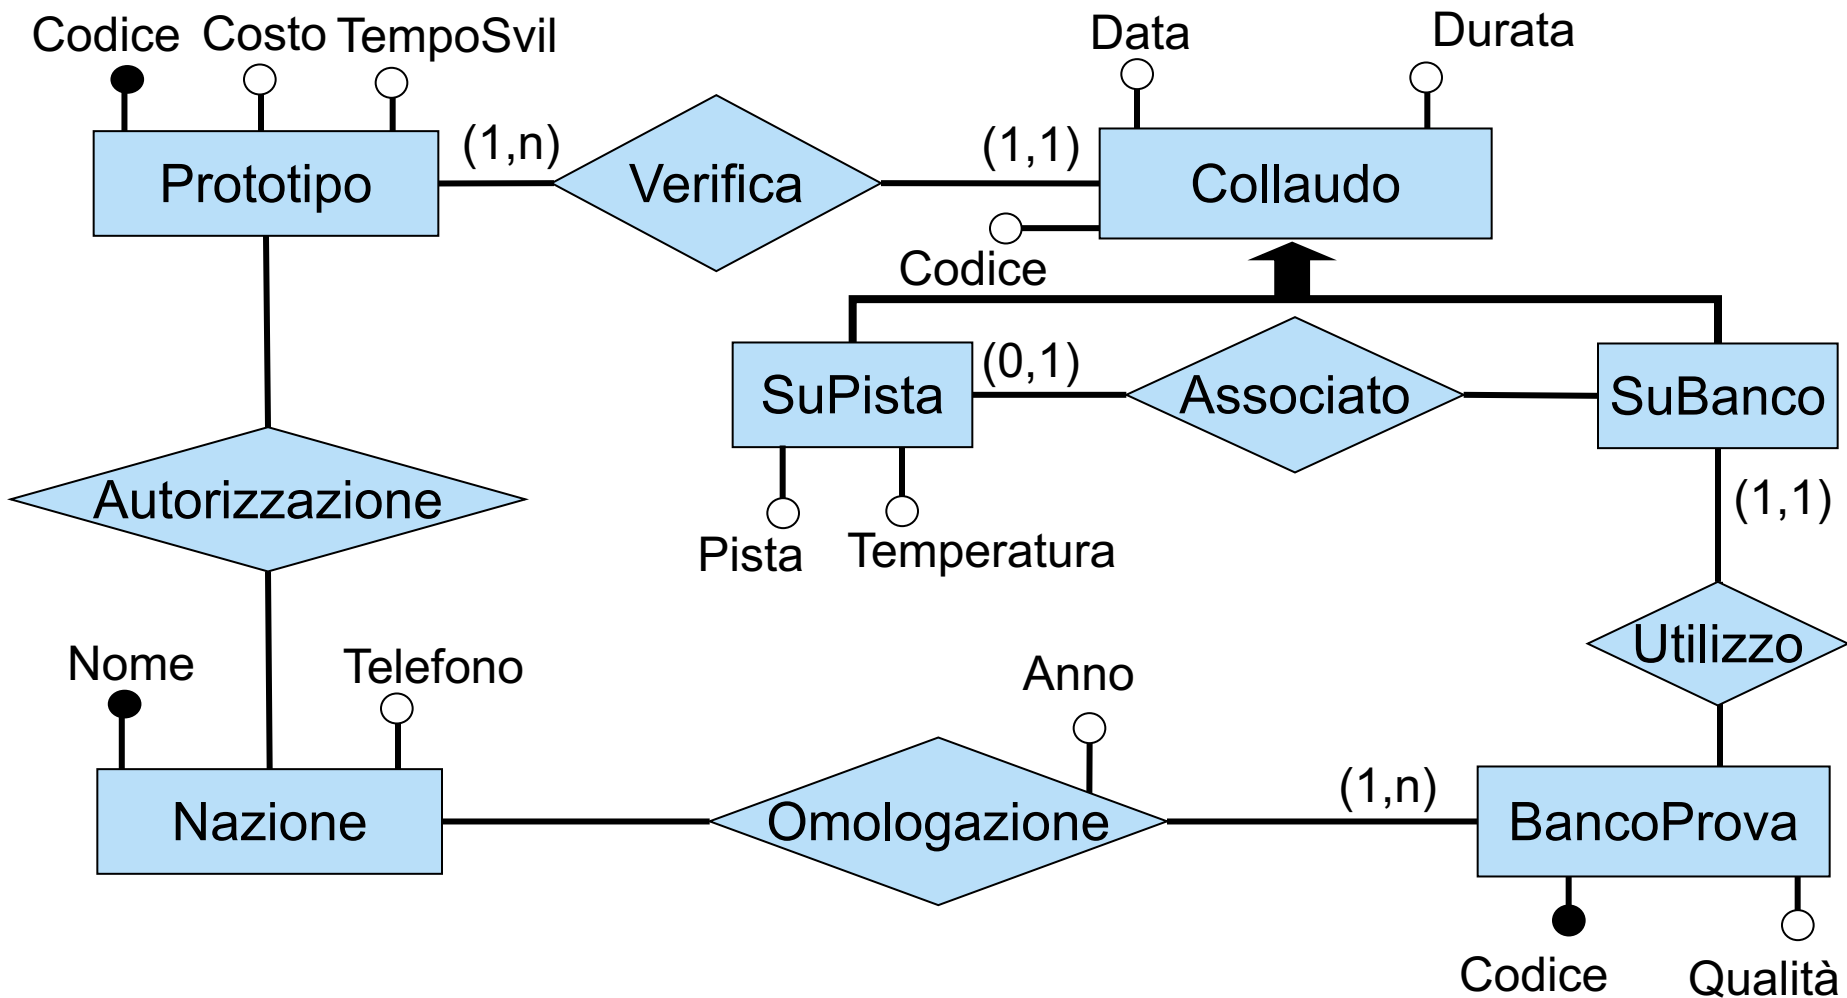 Codice Costo TempoSvil
Data
Durata
(1,n)
(1,1)
Prototipo
Verifica
Collaudo
Codice
(0,1)
SuPista
Associato
SuBanco
Autorizzazione
(1,1)
Pista
Temperatura
Utilizzo
Nome
Telefono
Anno
(1,n)
Nazione
Omologazione
BancoProva
Codice
Qualità